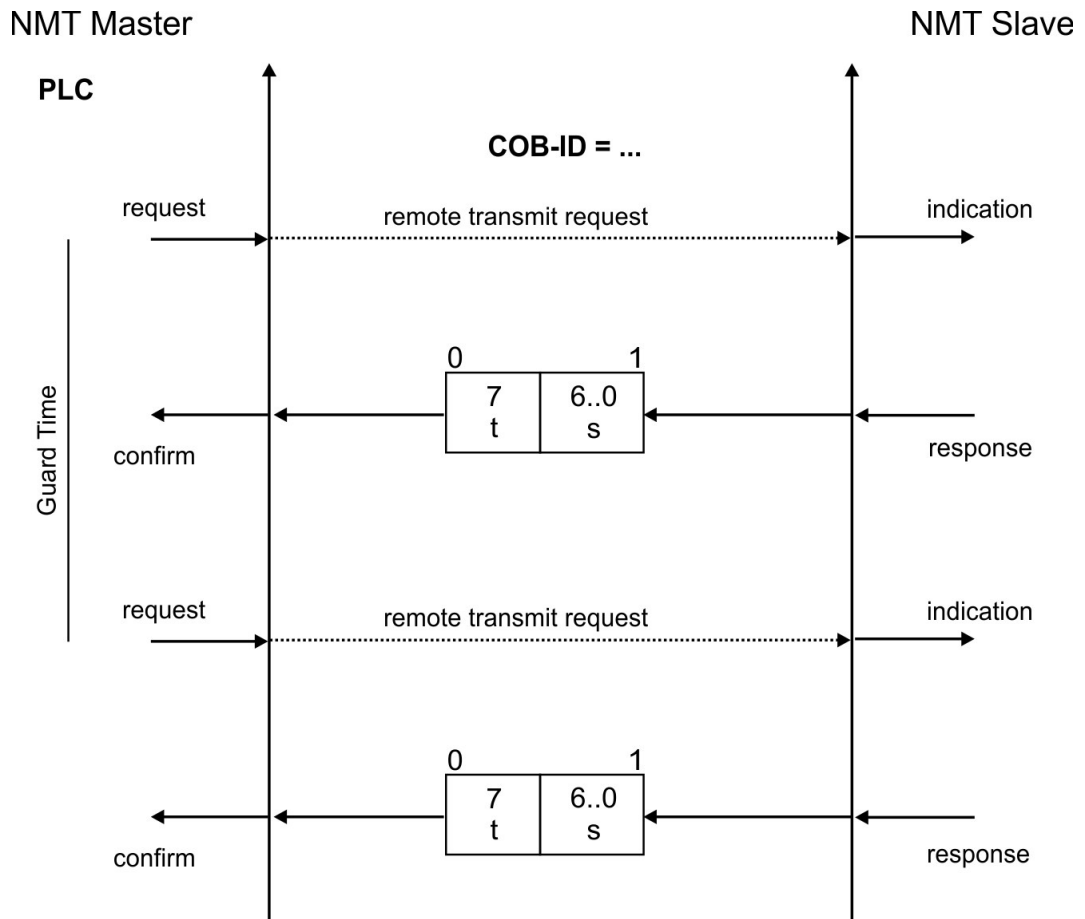 NMT Master
NMT Slave
PLC
COB-ID = ...
request
remote transmit request
indication
0
1
7
6..0
t
s
confirm
response
Guard Time
request
remote transmit request
indication
0
1
7
6..0
t
s
confirm
response